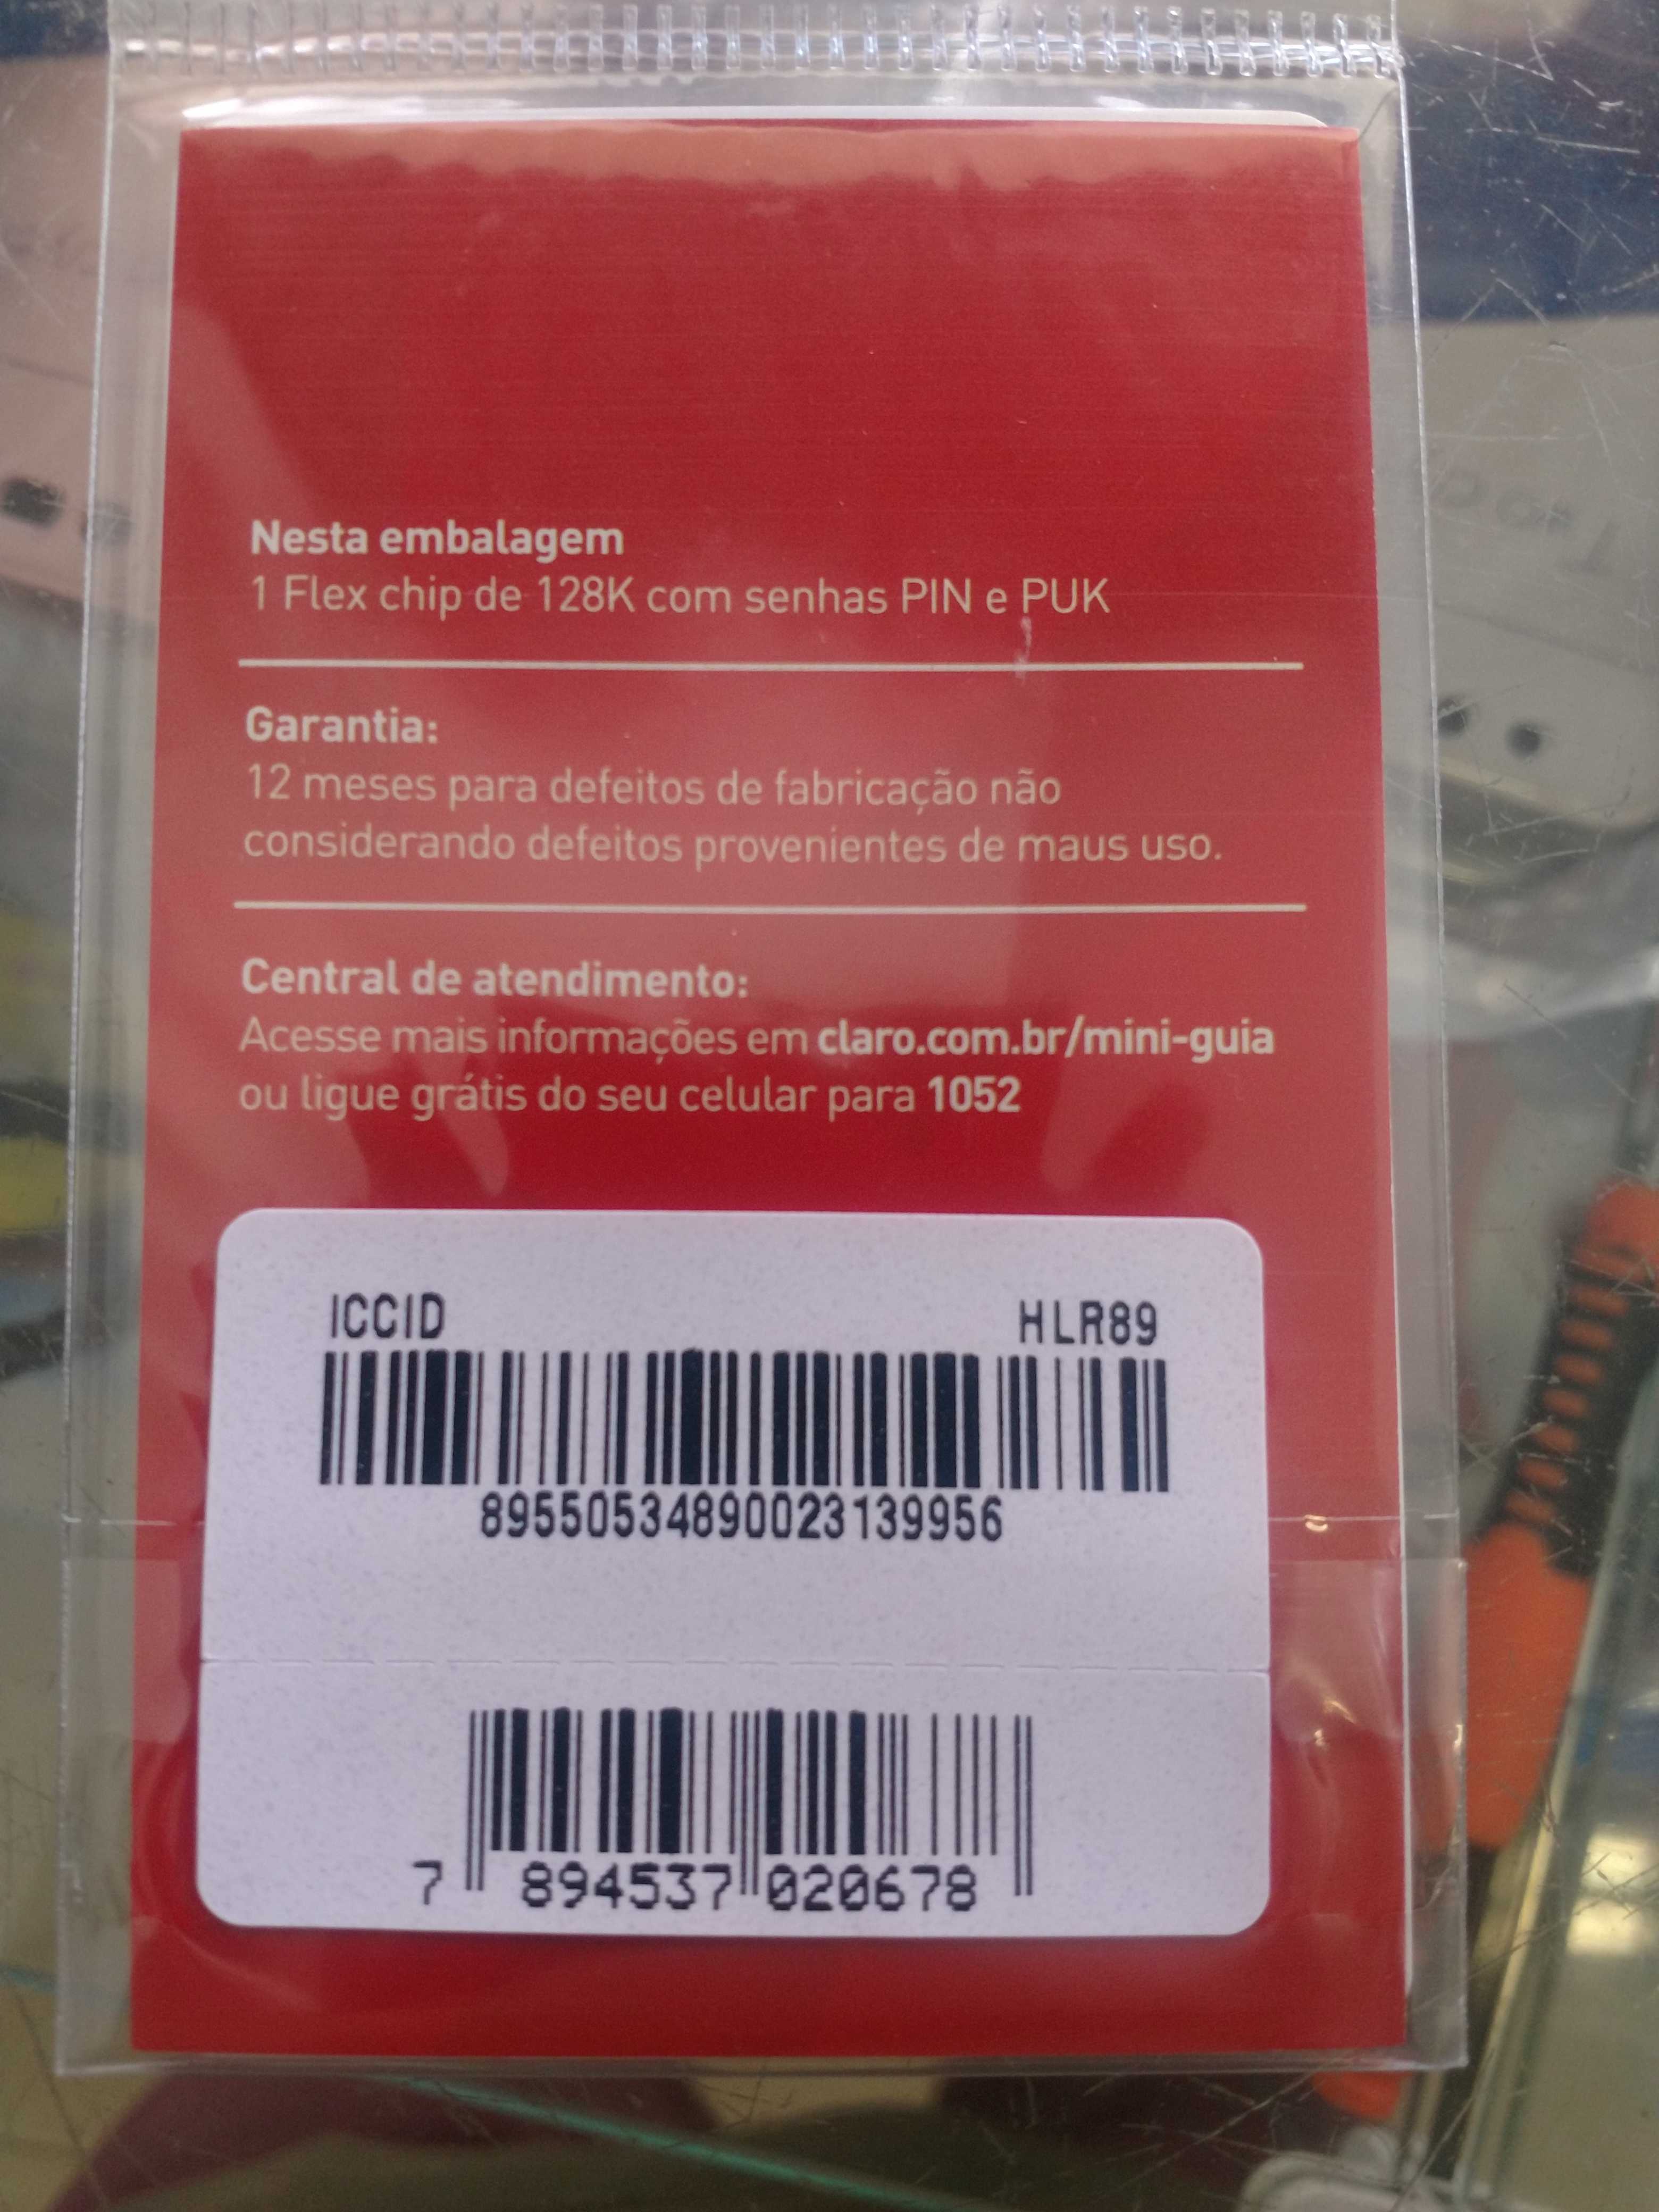 Nesta embalagem
1 Flex chip de 128K com senhas PIN e PUK
Garantia:
12 meses para defeitos de fabricação não
considerando defeitos provenientes de maus uso.
Central de atendimento:
Acesse mais informações em claro.com.br/mini-guia
ou ligue grátis do seu celular para 1052
ICCID HLR89
89550534890023139956
7 894537 020678